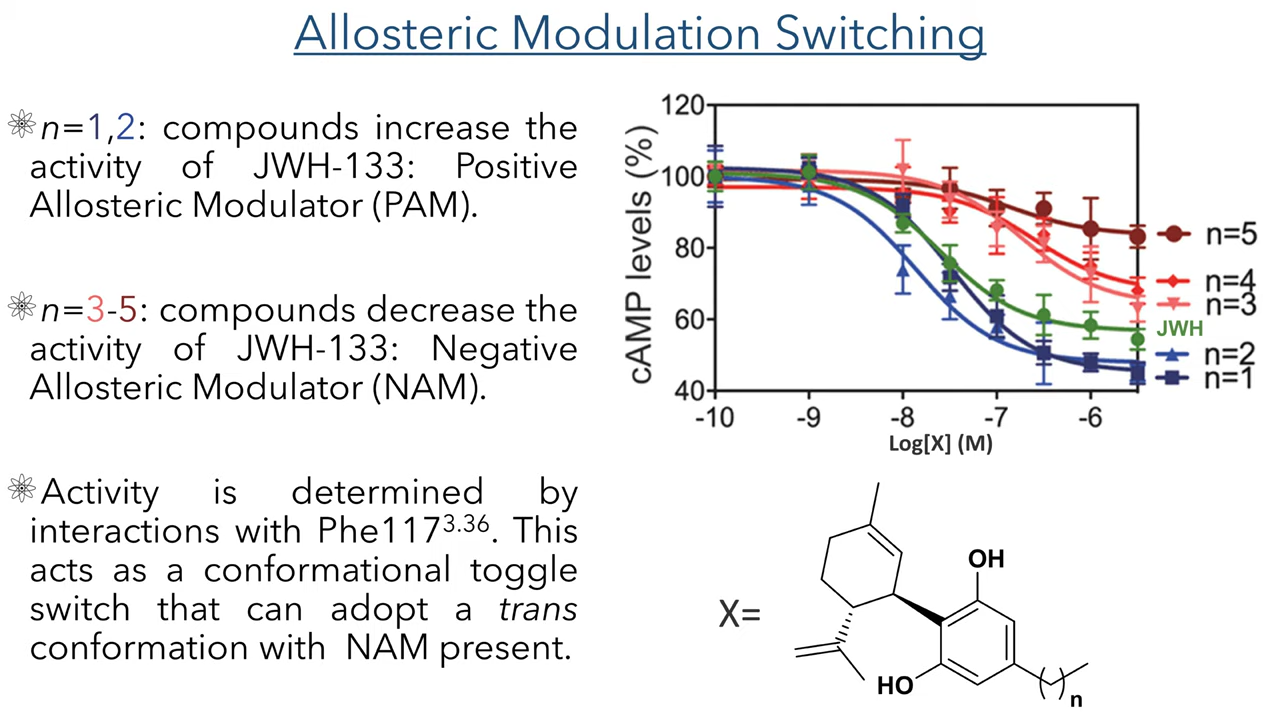 Allosteric Modulation Switching
n=1,2: compounds increase the
activity of JWH-133: Positive
Allosteric Modulator (PAM).
n=3-5: compounds decrease the
activity of JWH-133: Negative
Allosteric Modulator (NAM).
Activity is determined by
interactions with Phe117³·³⁶. This
acts as a conformational toggle
switch that can adopt a trans
conformation with NAM present.
cAMP levels (%)
120
100
80
60
40
-10 -9 -8 -7 -6
Log[X] (M)
n=5
n=4
n=3
JWH
n=2
n=1
X=
OH
HO
n